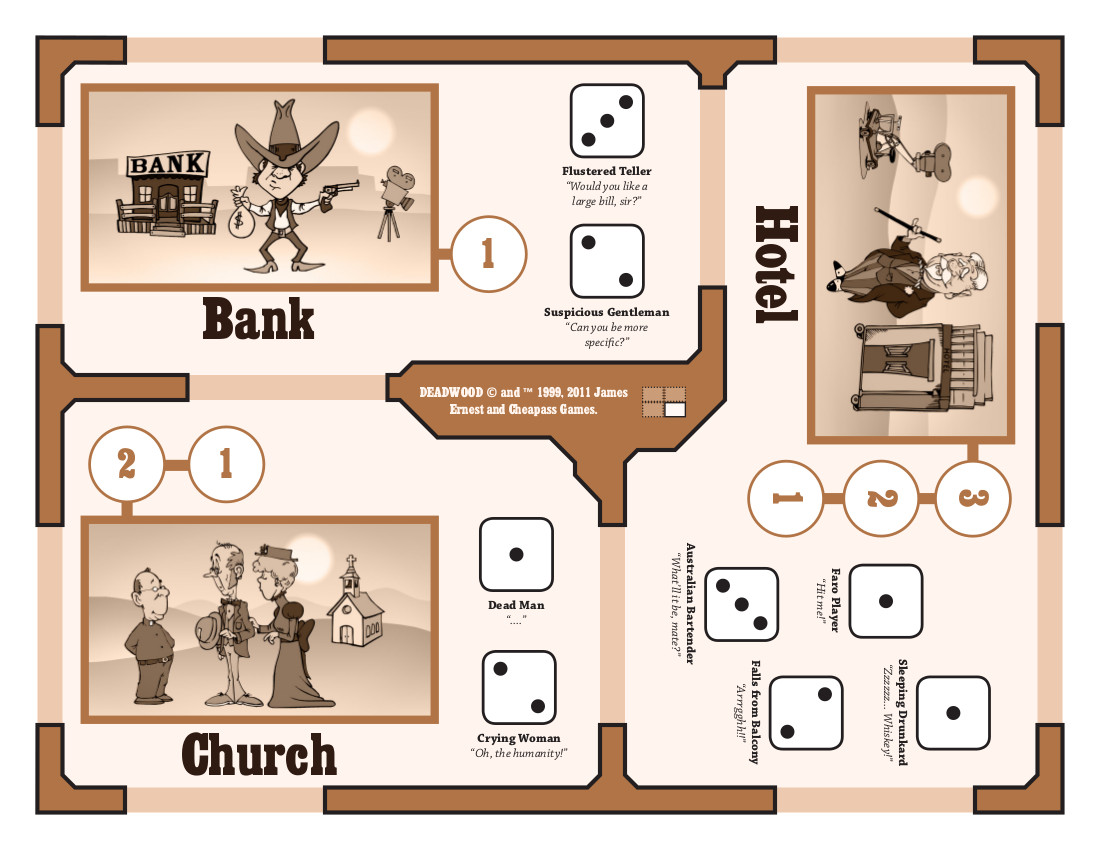 BANK
$
1
Bank
Flustered Teller
“Would you like a
large bill, sir?”
Suspicious Gentleman
“Can you be more
specific?”
DEADWOOD © and ™ 1999, 2011 James
Ernest and Cheapass Games.
2 1
Church
Dead Man
“....”
Crying Woman
“Oh, the humanity!”
Hotel
HOTEL
1 2 3
Australian Bartender
“What’ll it be, mate?”
Faro Player
“Hit me!”
Falls from Balcony
“Arrrgghh!!”
Sleeping Drunkard
“Zzzzzzz... Whiskey!”